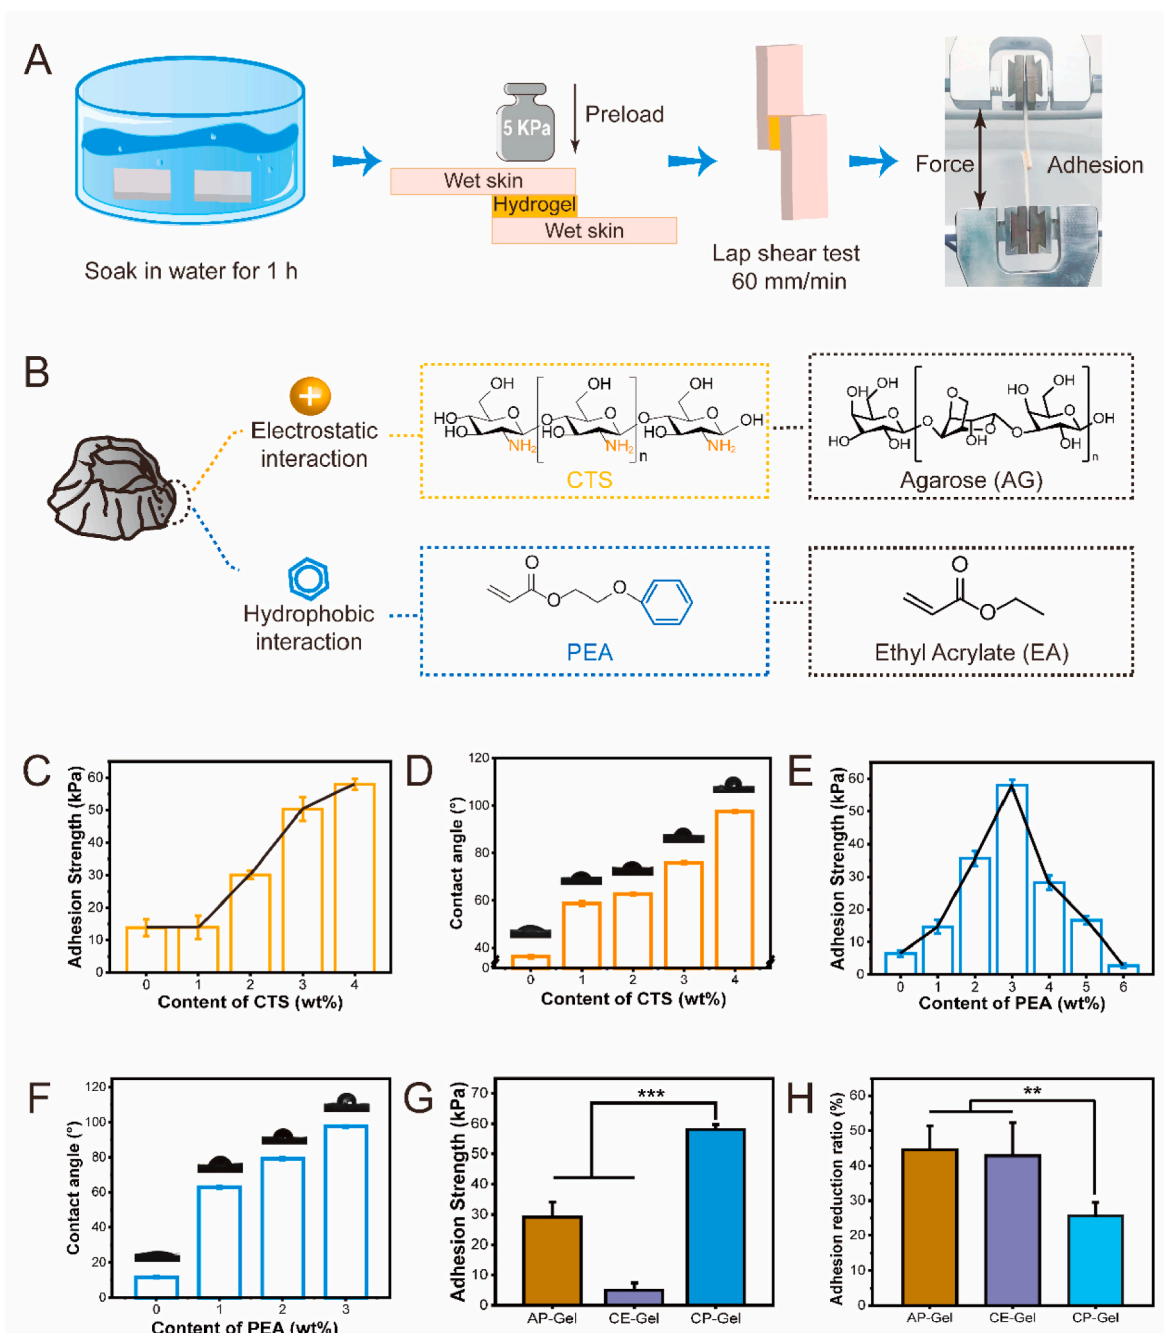 A
5 KPa
Preload
Wet skin
Hydrogel
Wet skin
Force
Adhesion
Soak in water for 1 h
Lap shear test
60 mm/min
B
Electrostatic
interaction
OH
OH
OH
HO
HO
NH₂
O
O
HO
NH₂
n
O
O
HO
NH₂
O
OH
CTS
HO
OH
HO
OH
O
O
O
OH
O
HO
OH
O
OH
OH
n
Agarose (AG)
Hydrophobic
interaction
O
O
O
PEA
O
O
Ethyl Acrylate (EA)
C
Adhesion Strength (kPa)
60
50
40
30
20
10
0
0 1 2 3 4
Content of CTS (wt%)
D
Contact angle (°)
120
100
80
60
40
0
0 1 2 3 4
Content of CTS (wt%)
E
Adhesion Strength (kPa)
60
50
40
30
20
10
0
0 1 2 3 4 5 6
Content of PEA (wt%)
F
Contact angle (°)
120
100
80
60
40
20
0
0 1 2 3
Content of PEA (wt%)
G
Adhesion Strength (kPa)
70
60
50
40
30
20
10
0
***
AP-Gel CE-Gel CP-Gel
H
Adhesion reduction ratio (%)
60
50
40
30
20
10
0
**
AP-Gel CE-Gel CP-Gel